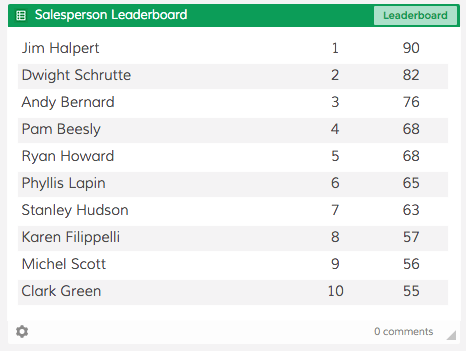 Salesperson Leaderboard Leaderboard
Jim Halpert 1 90
Dwight Schrutte 2 82
Andy Bernard 3 76
Pam Beesly 4 68
Ryan Howard 5 68
Phyllis Lapin 6 65
Stanley Hudson 7 63
Karen Filippelli 8 57
Michel Scott 9 56
Clark Green 10 55
0 comments